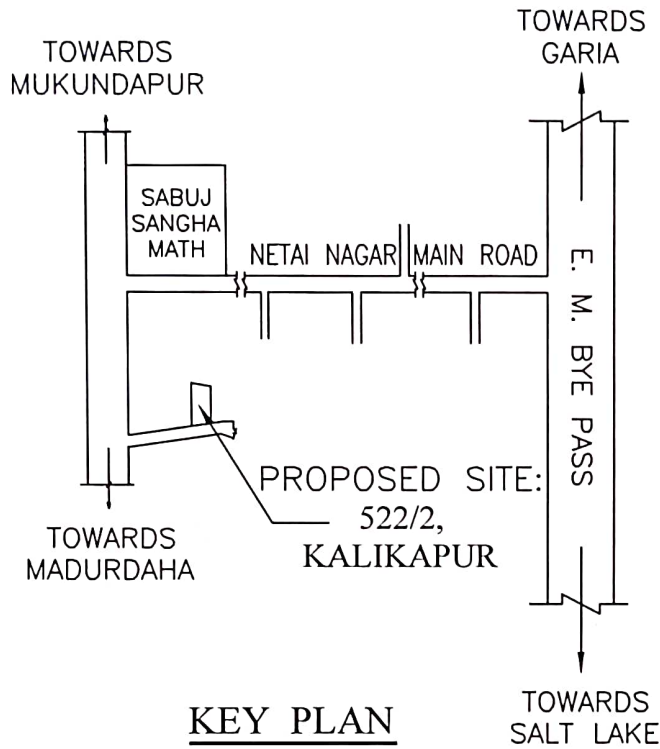 TOWARDS
GARIA
TOWARDS
MUKUNDAPUR
SABUJ
SANGHA
MATH
NETAI NAGAR MAIN ROAD
E. M. BYE PASS
PROPOSED SITE:
522/2,
KALIKAPUR
TOWARDS
MADURDAHA
TOWARDS
SALT LAKE
KEY PLAN